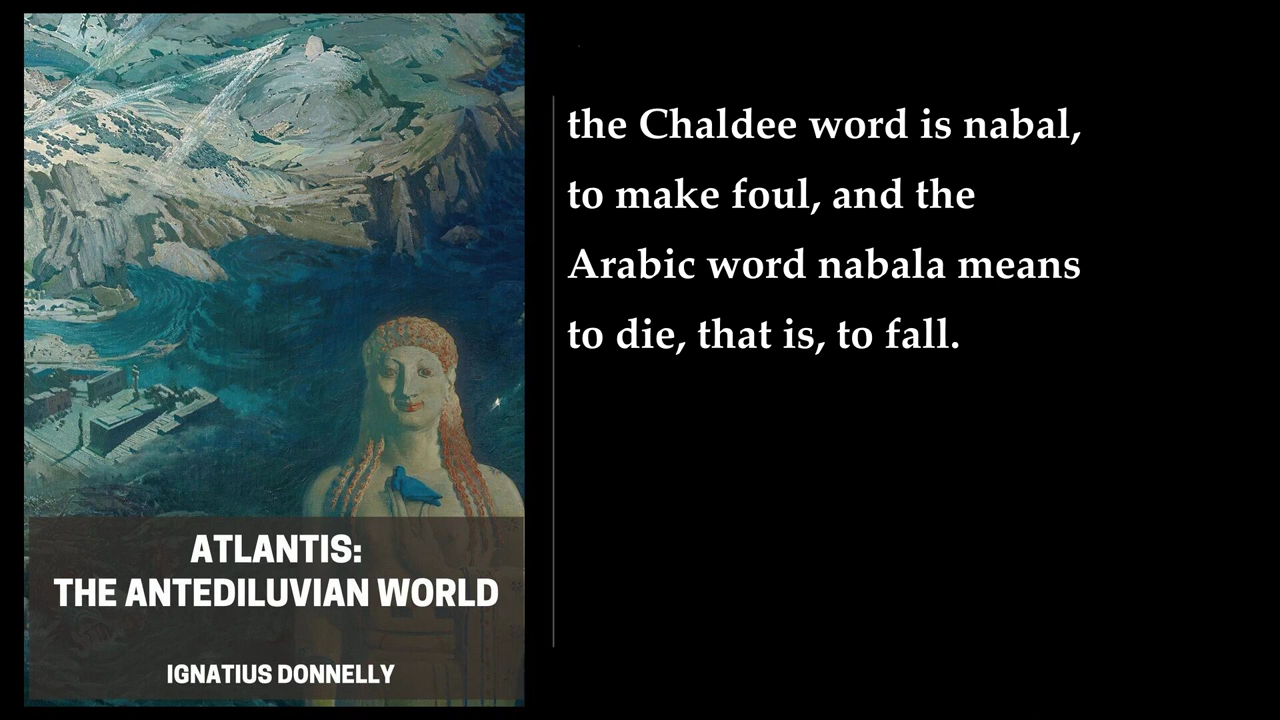 ATLANTIS:
THE ANTEDILUVIAN WORLD
IGNATIUS DONNELLY
the Chaldee word is nabal,
to make foul, and the
Arabic word nabala means
to die, that is, to fall.